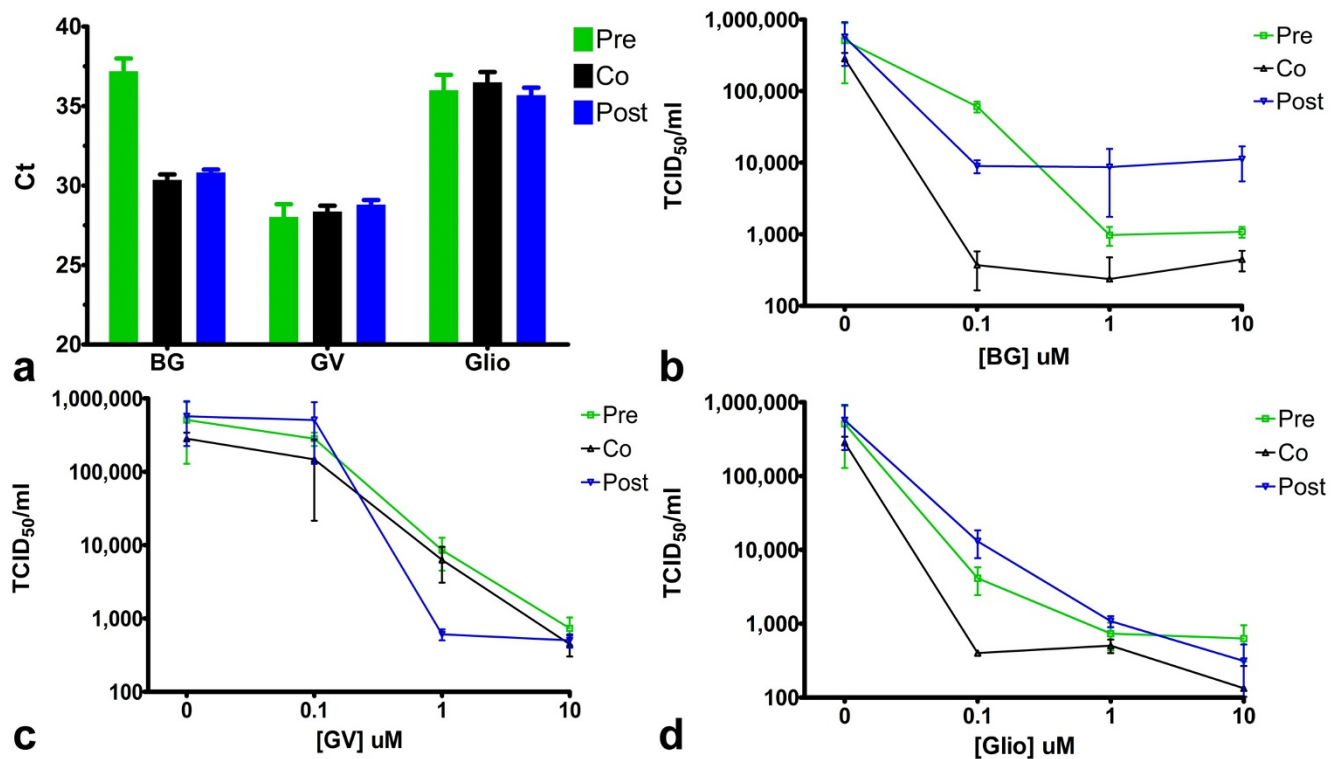 40
35
30
25
20
Ct
BG GV Glio
Pre
Co
Post
a
1,000,000
100,000
10,000
1,000
100
TCID50/ml
0 0.1 1 10
[BG] uM
Pre
Co
Post
b
1,000,000
100,000
10,000
1,000
100
TCID50/ml
0 0.1 1 10
[GV] uM
Pre
Co
Post
c
1,000,000
100,000
10,000
1,000
100
TCID50/ml
0 0.1 1 10
[Glio] uM
Pre
Co
Post
d